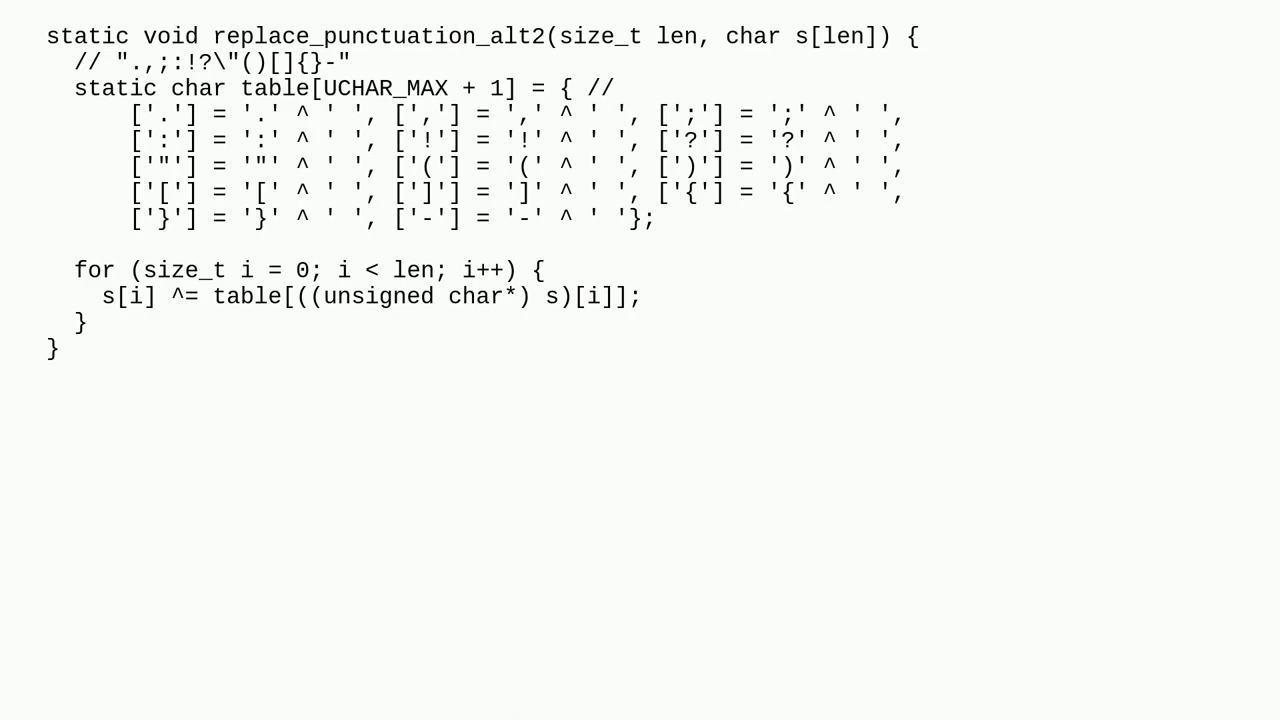 static void replace_punctuation_alt2(size_t len, char s[len]) {
  // ".,;:!?\"()[]{}-"
  static char table[UCHAR_MAX + 1] = { //
      ['.'] = '.' ^ ' ', [','] = ',' ^ ' ', [';'] = ';' ^ ' ',
      [':'] = ':' ^ ' ', ['!'] = '!' ^ ' ', ['?'] = '?' ^ ' ',
      ['"'] = '"' ^ ' ', ['('] = '(' ^ ' ', [')'] = ')' ^ ' ',
      ['['] = '[' ^ ' ', [']'] = ']' ^ ' ', ['{'] = '{' ^ ' ',
      ['}'] = '}' ^ ' ', ['-'] = '-' ^ ' '};

  for (size_t i = 0; i < len; i++) {
    s[i] ^= table[((unsigned char*) s)[i]];
  }
}